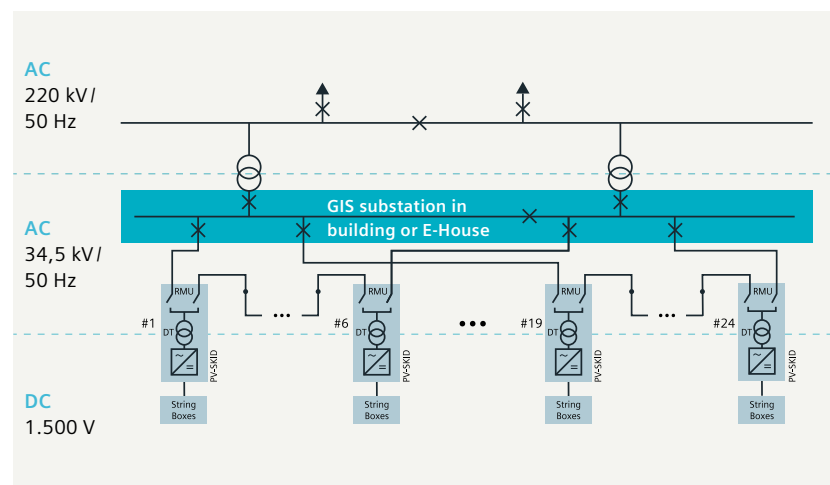 AC
220 kV/
50 Hz
GIS substation in
building or E-House
AC
34,5 kV/
50 Hz
RMU
RMU
RMU
RMU
#1
DT
PV-SKID
#6
DT
PV-SKID
•••
•••
•••
#19
DT
PV-SKID
#24
DT
PV-SKID
DC
1.500 V
String
Boxes
String
Boxes
String
Boxes
String
Boxes